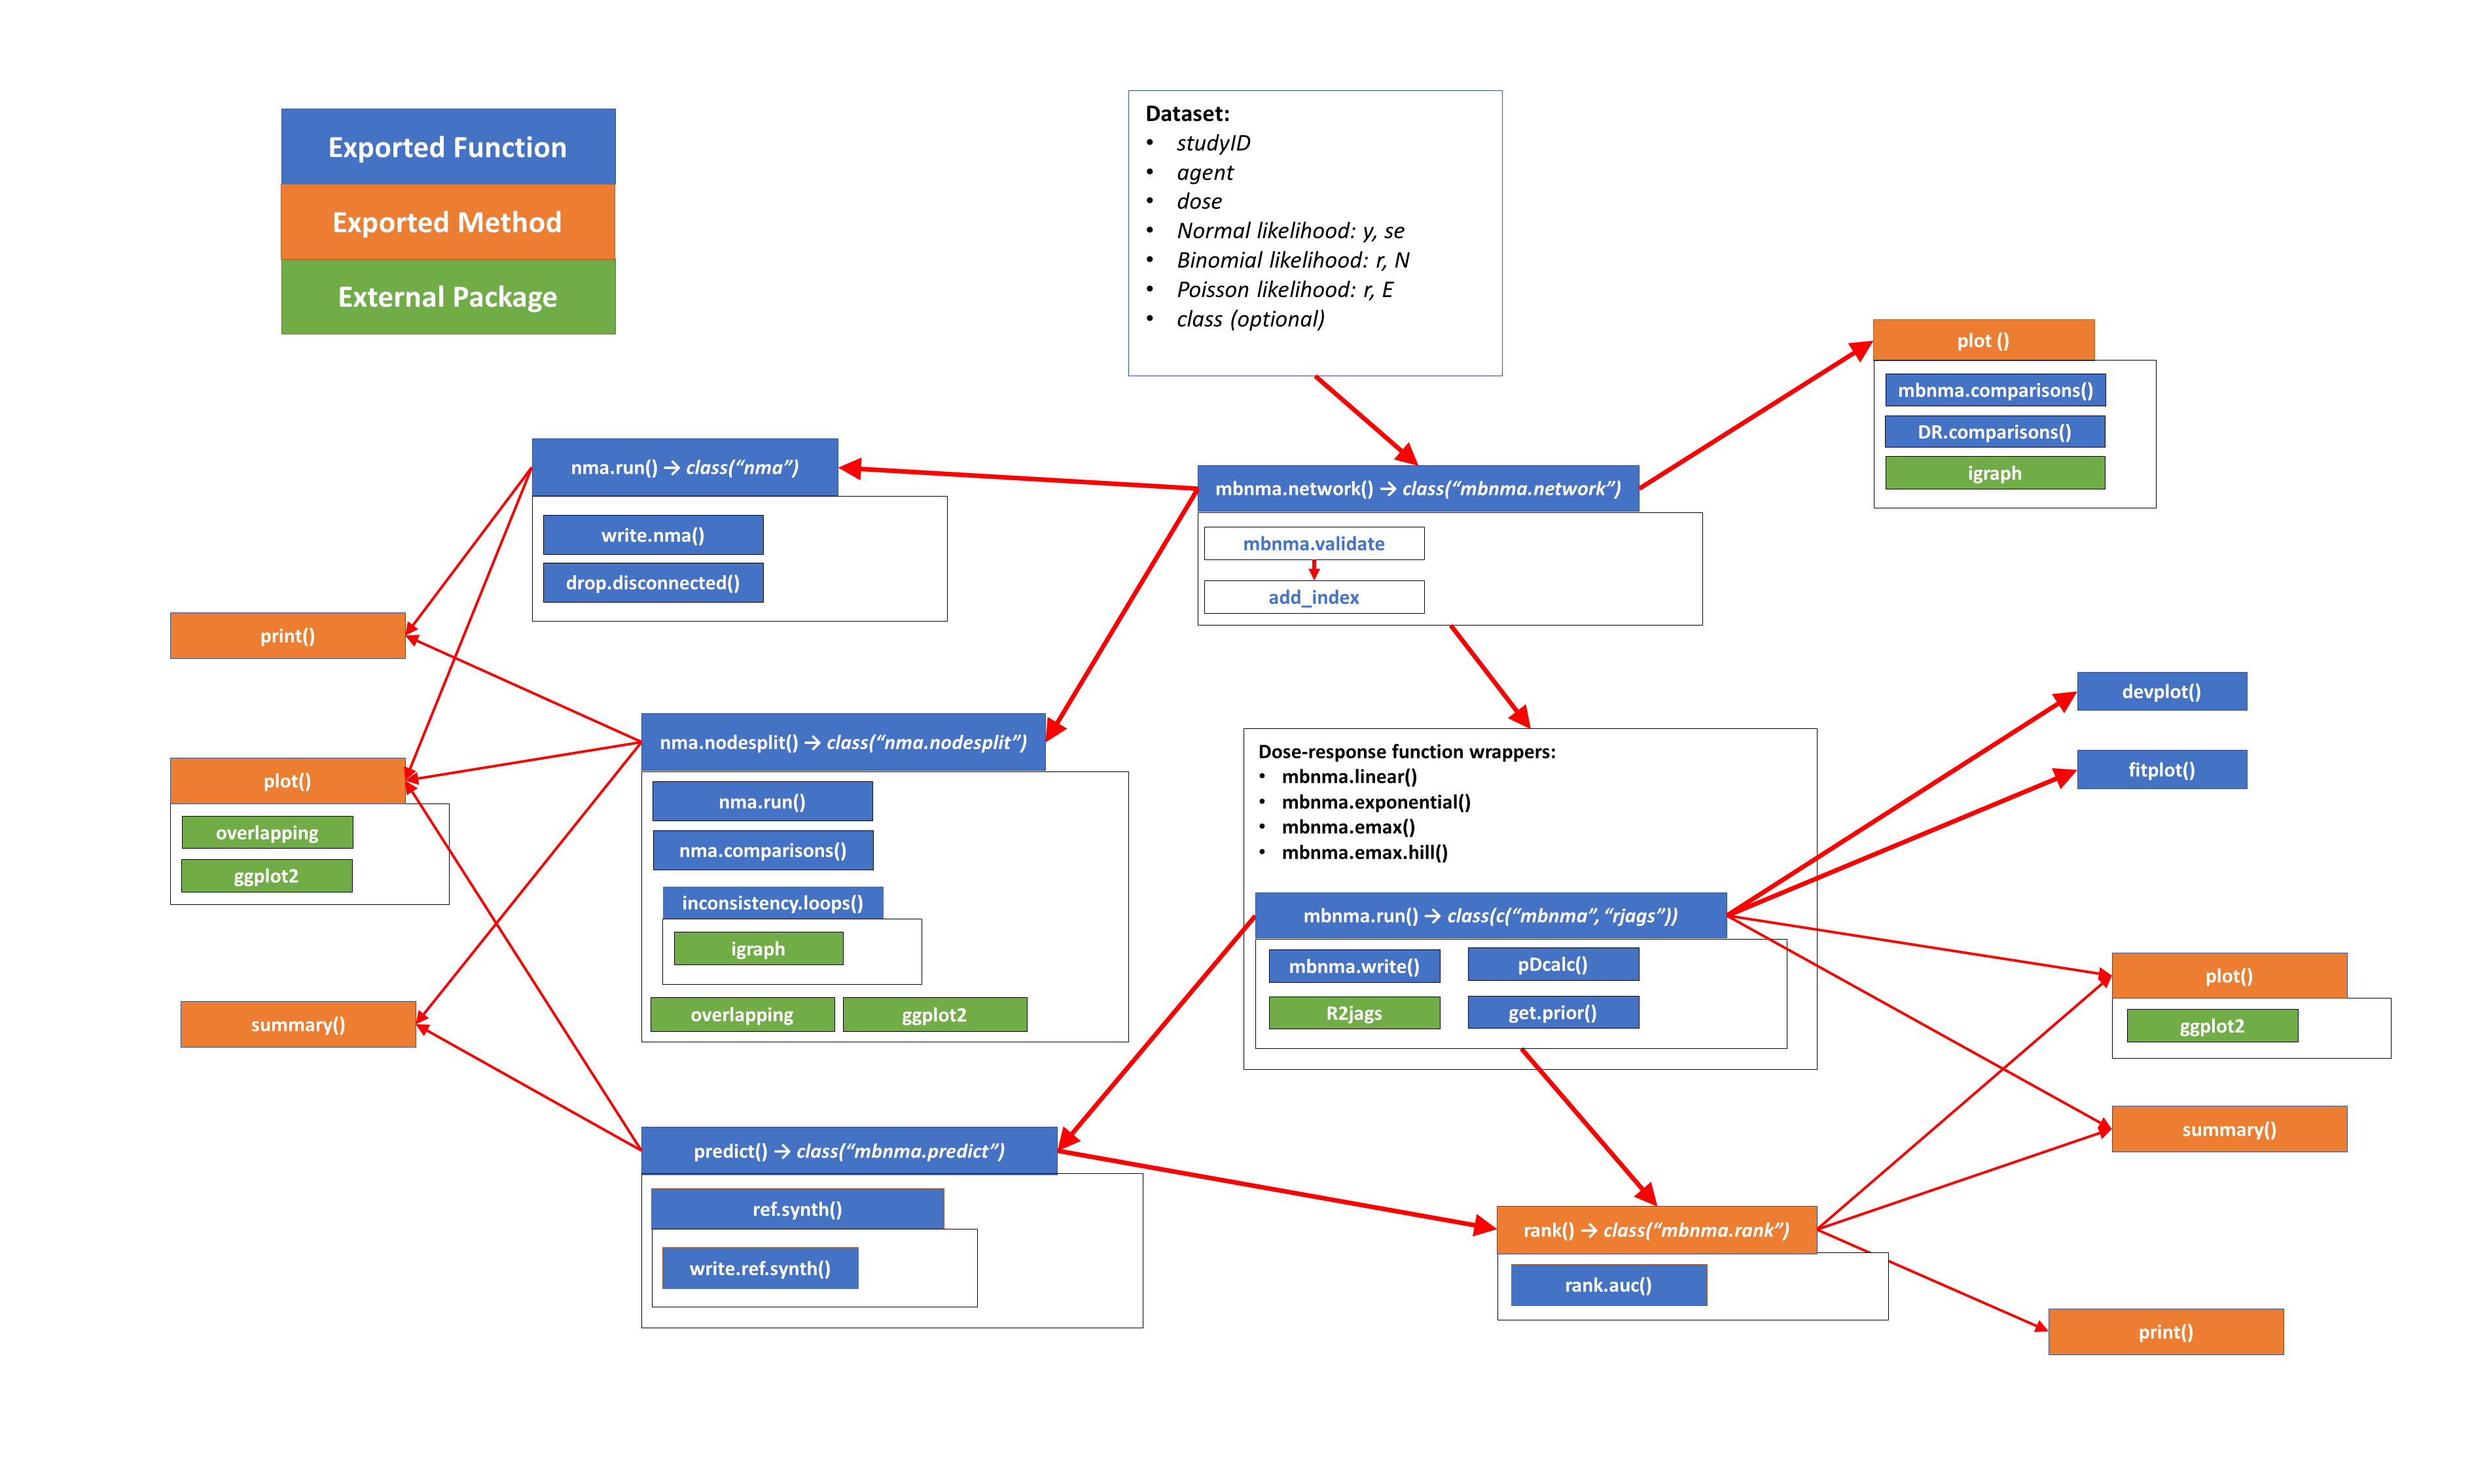 Exported Function
Exported Method
External Package
Dataset:
• studyID
• agent
• dose
• Normal likelihood: y, se
• Binomial likelihood: r, N
• Poisson likelihood: r, E
• class (optional)
plot ()
mbnma.comparisons()
DR.comparisons()
igraph
nma.run() → class(“nma”)
write.nma()
drop.disconnected()
mbnma.network() → class(“mbnma.network”)
mbnma.validate
add_index
print()
plot()
overlapping
ggplot2
summary()
nma.nodesplit() → class(“nma.nodesplit”)
nma.run()
nma.comparisons()
inconsistency.loops()
igraph
overlapping
ggplot2
Dose-response function wrappers:
• mbnma.linear()
• mbnma.exponential()
• mbnma.emax()
• mbnma.emax.hill()
mbnma.run() → class(c(“mbnma”, “rjags”))
mbnma.write()
pDcalc()
R2jags
get.prior()
devplot()
fitplot()
plot()
ggplot2
summary()
predict() → class(“mbnma.predict”)
ref.synth()
write.ref.synth()
rank() → class(“mbnma.rank”)
rank.auc()
print()